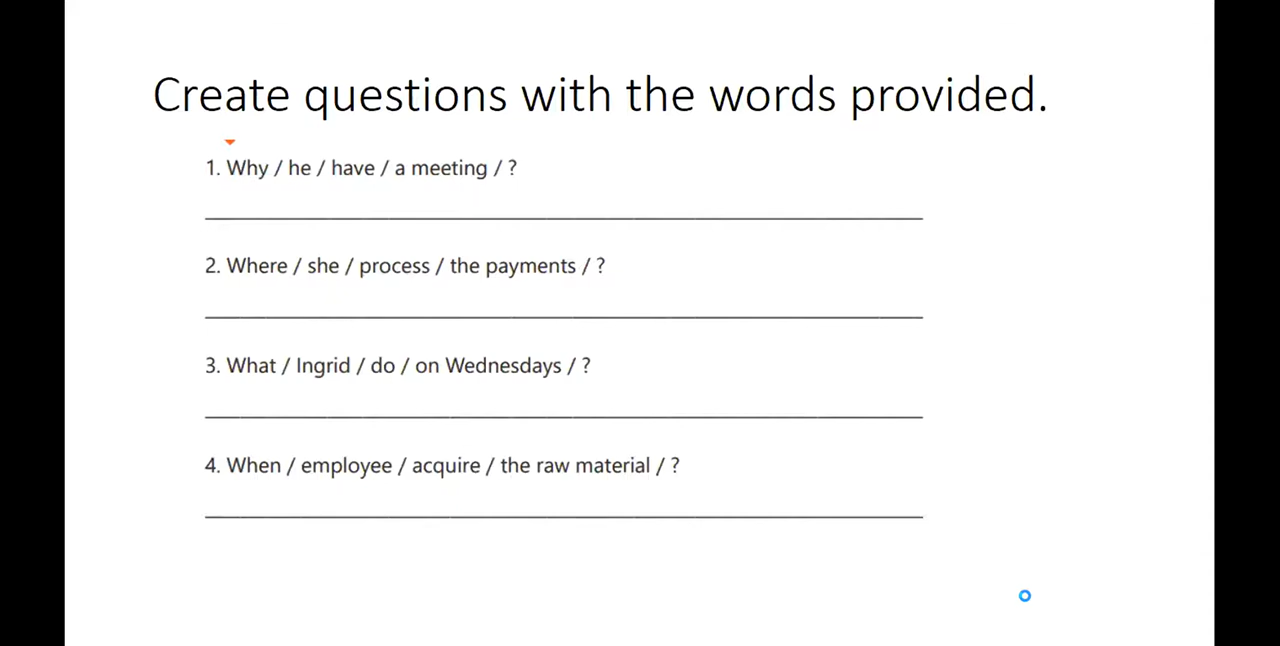 Create questions with the words provided.
1. Why / he / have / a meeting / ?
2. Where / she / process / the payments / ?
3. What / Ingrid / do / on Wednesdays / ?
4. When / employee / acquire / the raw material / ?